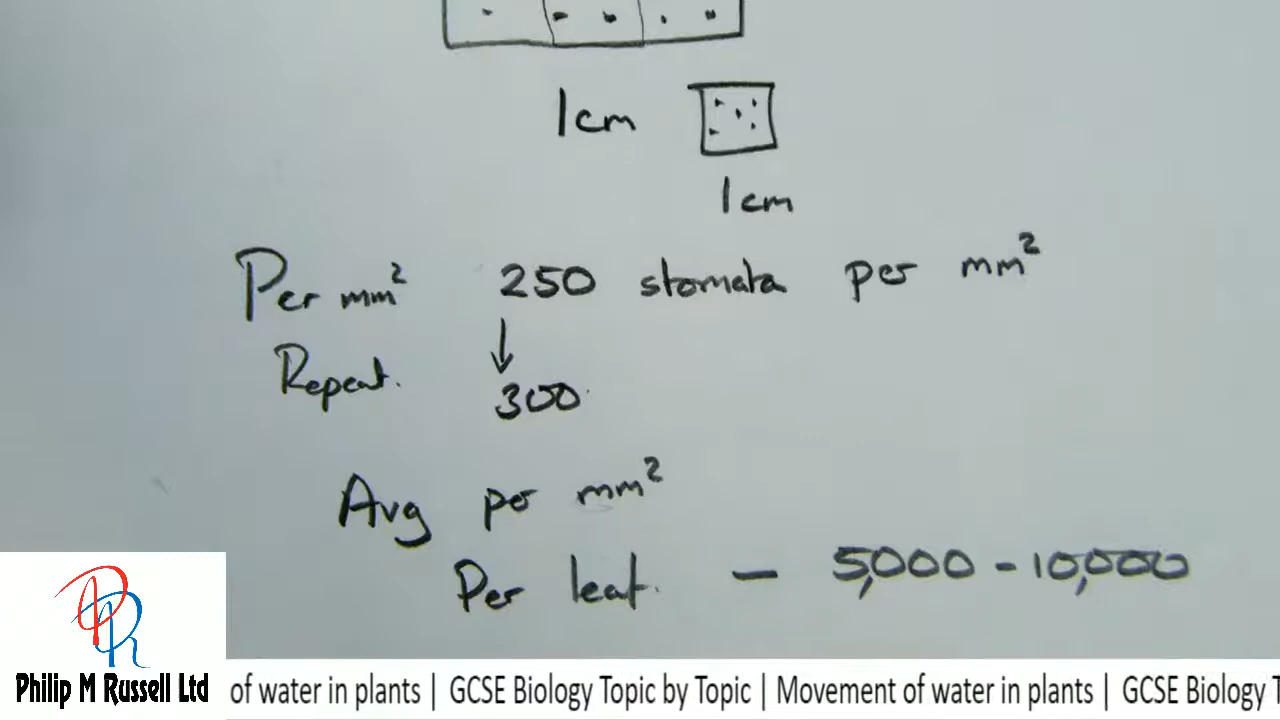 1cm
1cm
Per mm² 250 stomata per mm²
Repeat. 300
Avg per mm²
Per leaf. — 5,000 - 10,000
PR
Philip M Russell Ltd
of water in plants | GCSE Biology Topic by Topic | Movement of water in plants | GCSE Biology T